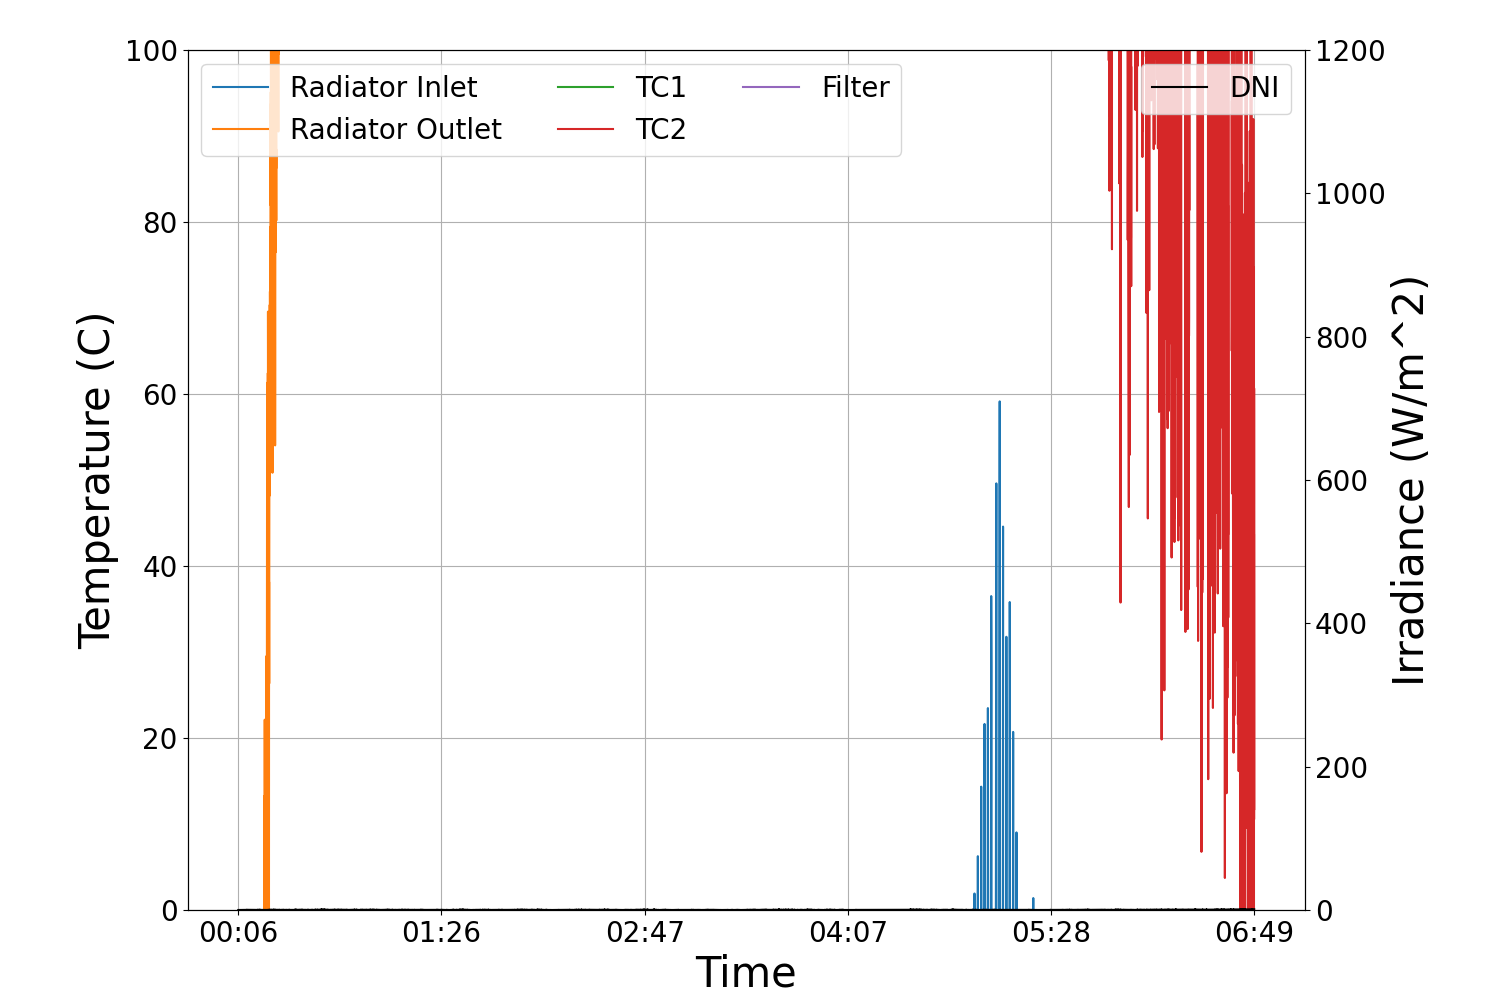 100
80
60
40
20
0
Temperature (C)
Radiator Inlet
Radiator Outlet
TC1
TC2
Filter
DNI
1200
1000
800
600
400
200
0
Irradiance (W/m^2)
00:06 01:26 02:47 04:07 05:28 06:49
Time